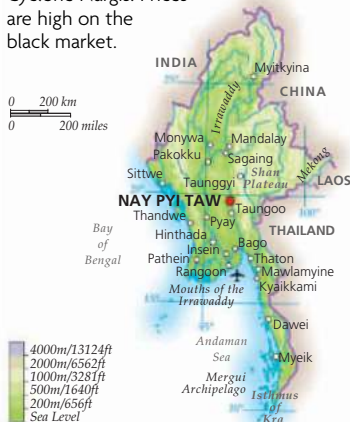 are high on the
black market.
INDIA
Myitkyina
CHINA
0 200 km
0 200 miles
Irrawaddy
Monywa
Mandalay
Pakokku
Sagaing
Mekong
Sittwe
Taunggyi
Shan
Plateau
LAOS
NAY PYI TAW
Taungoo
100°
Thandwe
Pyay
THAILAND
Bay
of
Bengal
Hinthada
Bago
Insein
Thaton
Pathein
Mawlamyine
Rangoon
Kyaikkami
Mouths of the
Irrawaddy
95°
Dawei
Andaman
Sea
Myeik
Mergui
Archipelago
Isthmus
of
Kra
10°
4000m/13124ft
2000m/6562ft
1000m/3281ft
500m/1640ft
200m/656ft
Sea Level